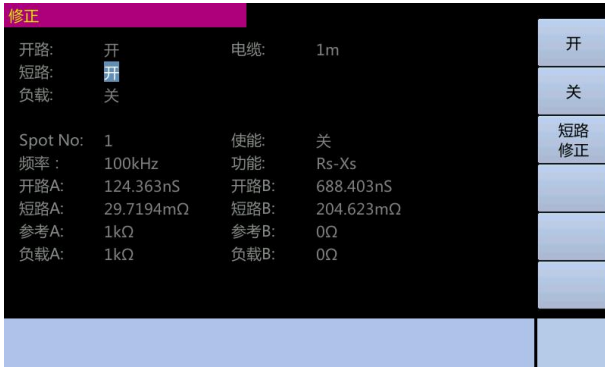 修正
开路: 开 电缆: 1m
短路: 开
负载: 关
Spot No: 1 使能: 关
频率： 100kHz 功能: Rs-Xs
开路A: 124.363nS 开路B: 688.403nS
短路A: 29.7194mΩ 短路B: 204.623mΩ
参考A: 1kΩ 参考B: 0Ω
负载A: 1kΩ 负载B: 0Ω
开
关
短路
修正